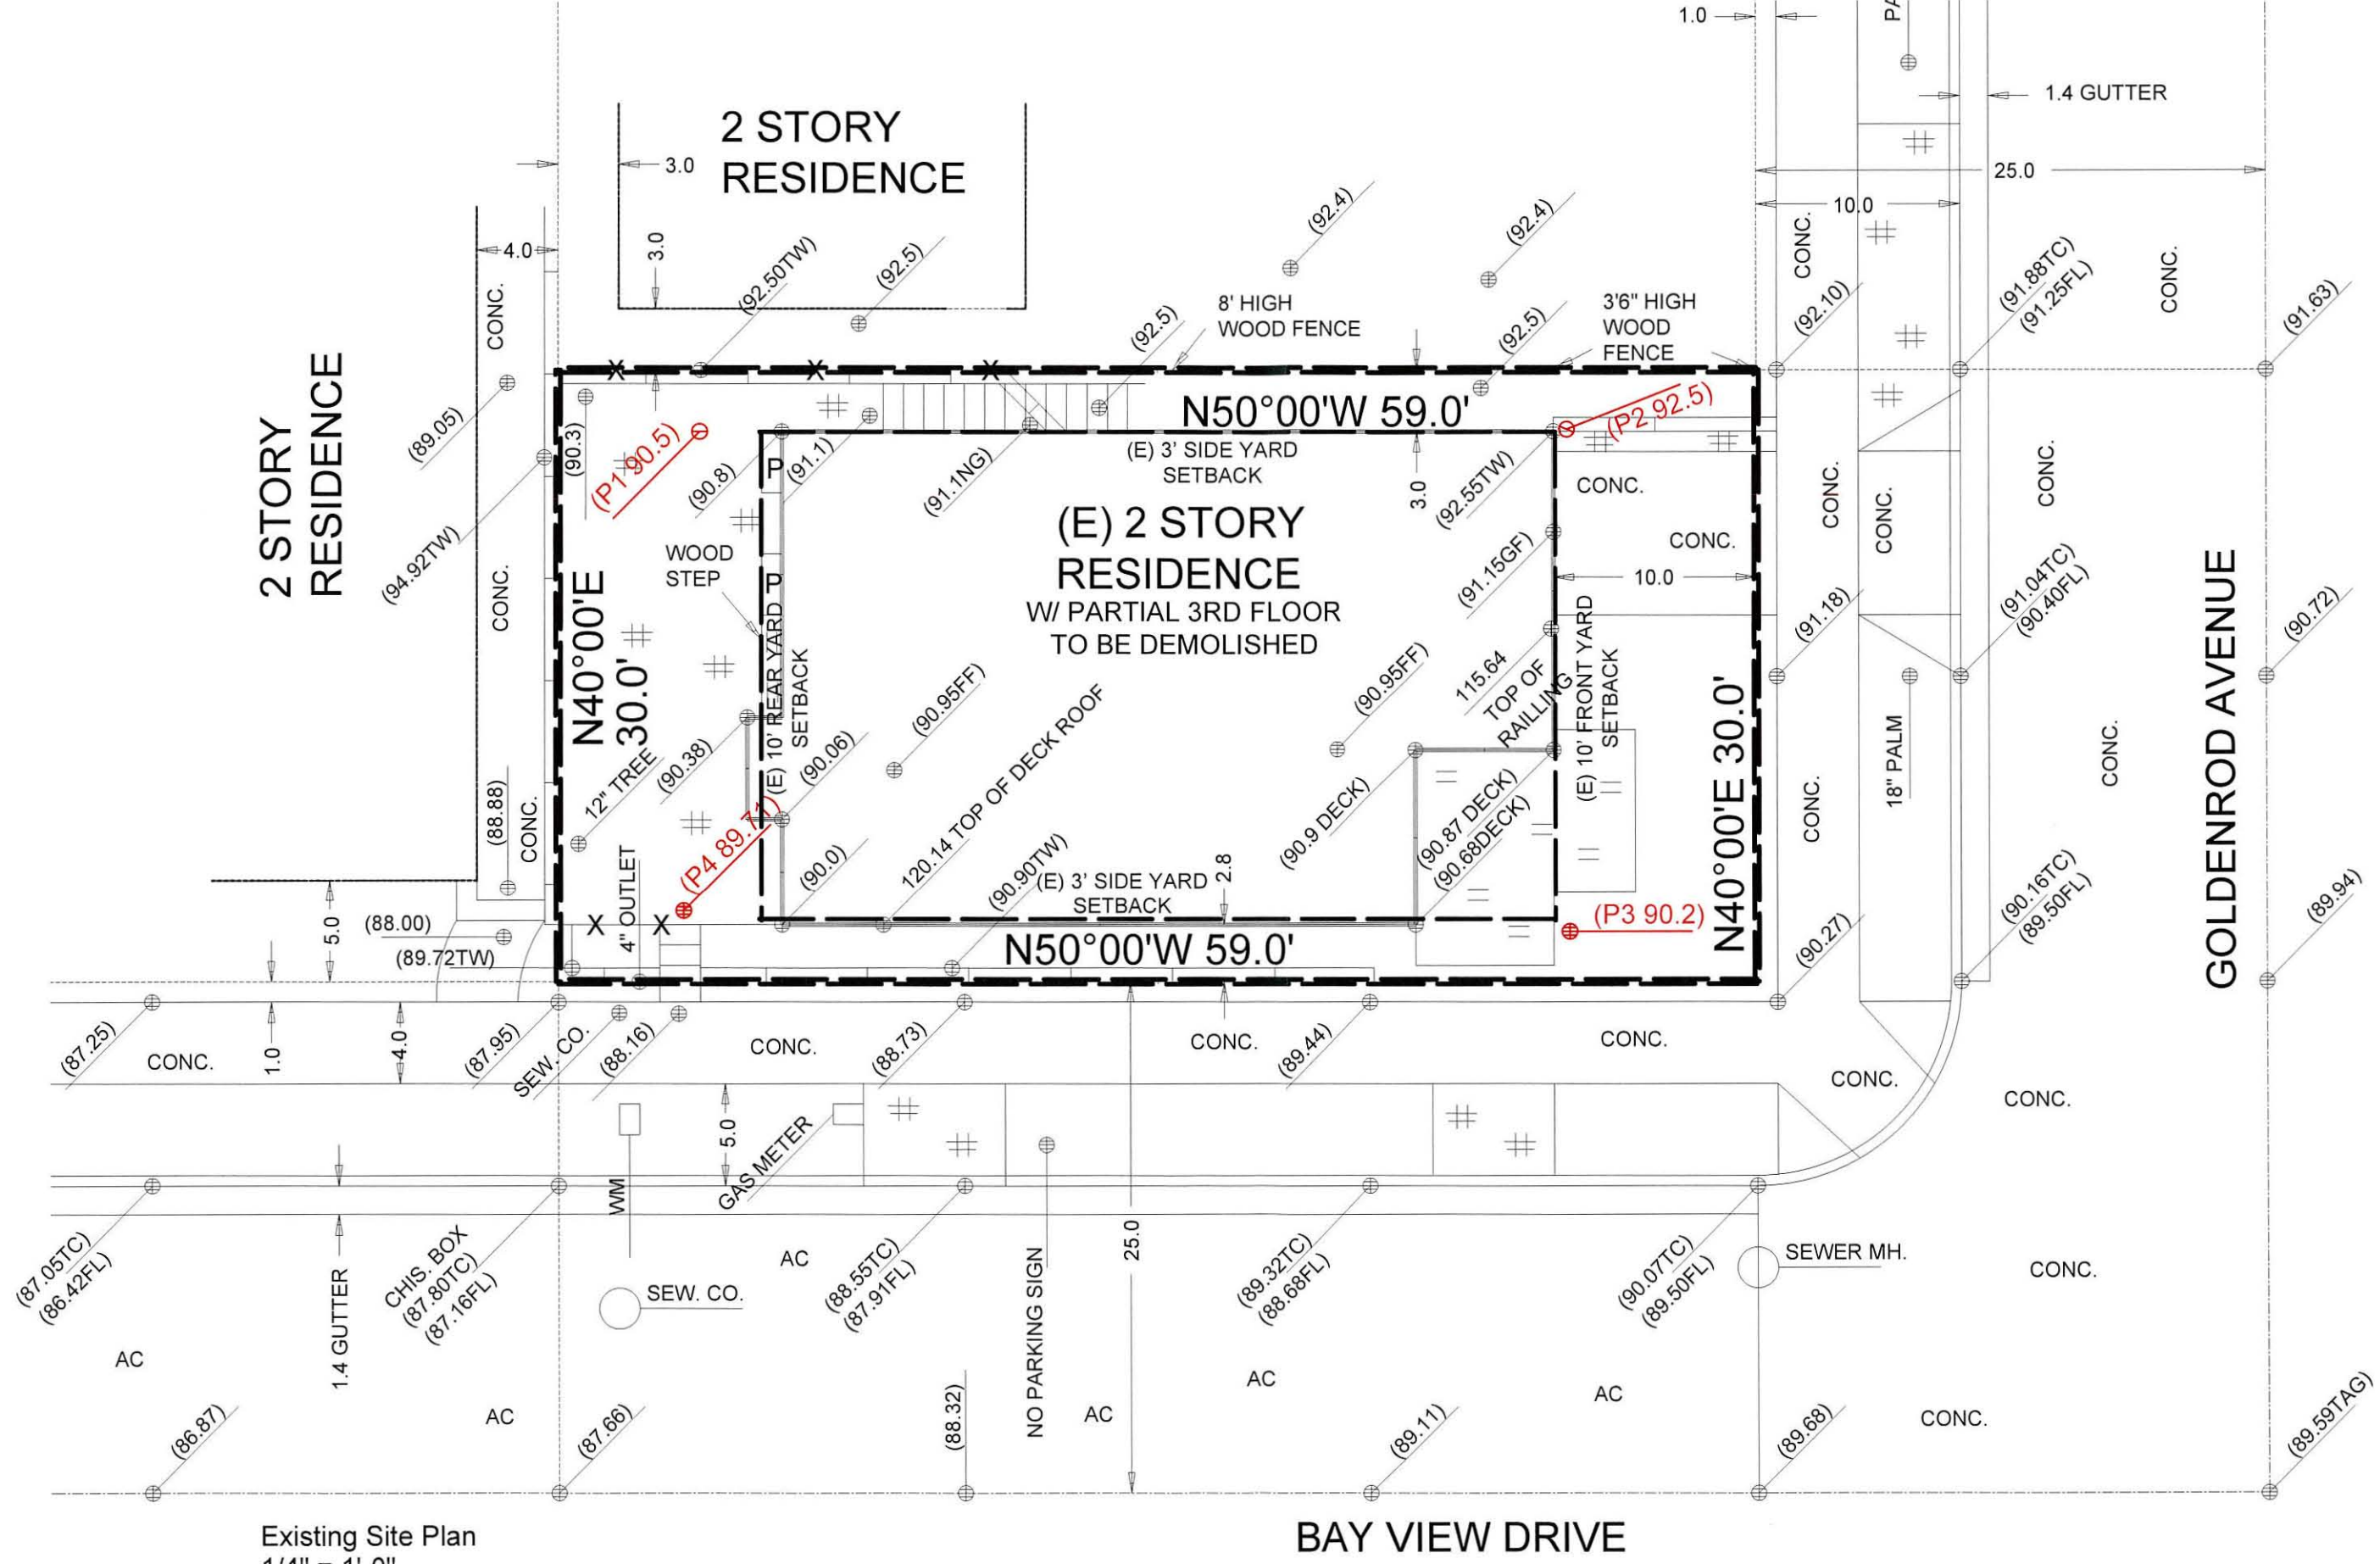 1.0
PA
1.4 GUTTER
2 STORY
RESIDENCE
3.0
25.0
10.0
4.0
3.0
(92.50TW)
(92.5)
(92.4)
(92.4)
CONC.
CONC.
CONC.
(91.88TC)
(91.25FL)
(91.63)
(92.10)
8' HIGH
WOOD FENCE
3'6" HIGH
WOOD
FENCE
(92.5)
(92.5)
X
X
X
2 STORY
RESIDENCE
(89.05)
(94.92TW)
(90.3)
(P1 90.5)
(90.8)
P
(91.1)
(91.1NG)
N50°00'W 59.0'
(E) 3' SIDE YARD
SETBACK
3.0
(92.55TW)
(P2 92.5)
CONC.
CONC.
CONC.
CONC.
CONC.
(E) 2 STORY
RESIDENCE
W/ PARTIAL 3RD FLOOR
TO BE DEMOLISHED
(91.15GF)
10.0
WOOD
STEP
P
CONC.
N40°00'E
30.0'
(E) 10' REAR YARD
SETBACK
(91.18)
(91.04TC)
(90.40FL)
(90.72)
GOLDENROD AVENUE
115.64
TOP OF
RAILLING
(E) 10' FRONT YARD
SETBACK
(90.95FF)
(90.95FF)
120.14 TOP OF DECK ROOF
12" TREE
(90.38)
(90.06)
N40°00'E 30.0'
18" PALM
CONC.
CONC.
(88.88)
CONC.
(P4 89.71)
(90.0)
(90.9 DECK)
(90.87 DECK)
(90.68DECK)
4" OUTLET
(90.90TW)
(E) 3' SIDE YARD
SETBACK
2.8
(P3 90.2)
(90.27)
(90.16TC)
(89.50FL)
(89.94)
5.0
(88.00)
(89.72TW)
X
X
N50°00'W 59.0'
(87.25)
CONC.
1.0
4.0
(87.95)
SEW. CO.
(88.16)
CONC.
(88.73)
CONC.
(89.44)
CONC.
CONC.
CONC.
5.0
GAS METER
WM
(87.05TC)
(86.42FL)
1.4 GUTTER
CHIS. BOX
(87.80TC)
(87.16FL)
SEW. CO.
AC
(88.55TC)
(87.91FL)
NO PARKING SIGN
25.0
(89.32TC)
(88.68FL)
(90.07TC)
(89.50FL)
SEWER MH.
CONC.
AC
AC
AC
AC
AC
CONC.
(86.87)
(87.66)
(88.32)
(89.11)
(89.68)
(89.59TAG)
Existing Site Plan
1/4" = 1'-0"
BAY VIEW DRIVE